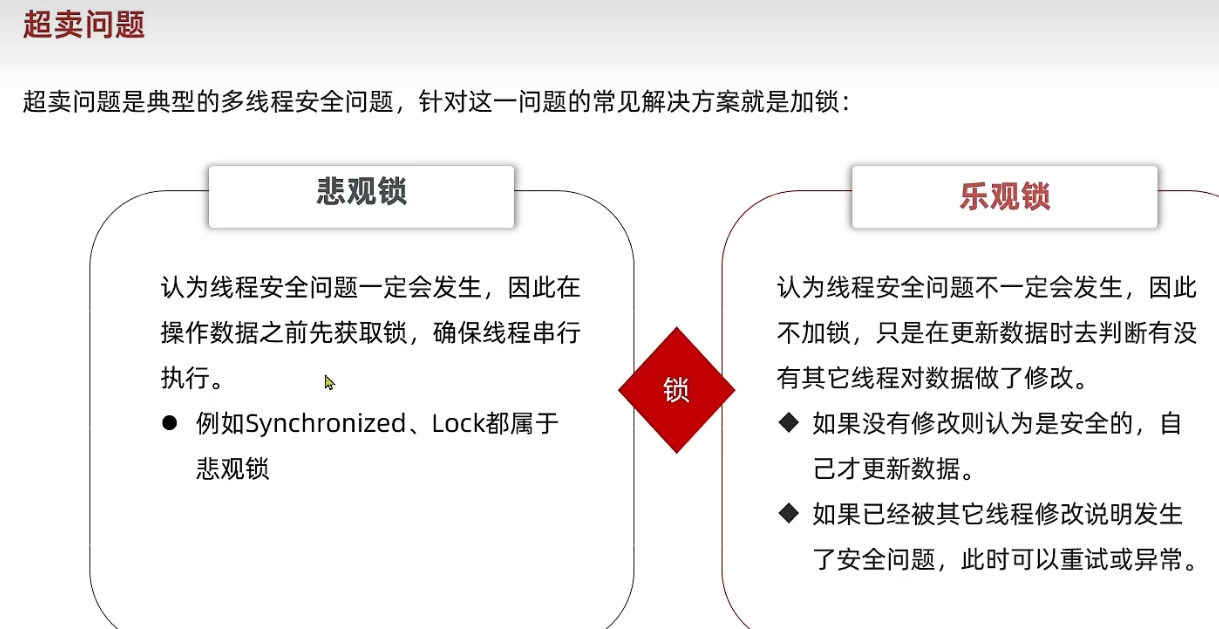 超卖问题
超卖问题是典型的多线程安全问题，针对这一问题的常见解决方案就是加锁：
悲观锁
认为线程安全问题一定会发生，因此在
操作数据之前先获取锁，确保线程串行
执行。
● 例如Synchronized、Lock都属于
悲观锁
锁
乐观锁
认为线程安全问题不一定会发生，因此
不加锁，只是在更新数据时去判断有没
有其它线程对数据做了修改。
◆ 如果没有修改则认为是安全的，自
己才更新数据。
◆ 如果已经被其它线程修改说明发生
了安全问题，此时可以重试或异常。